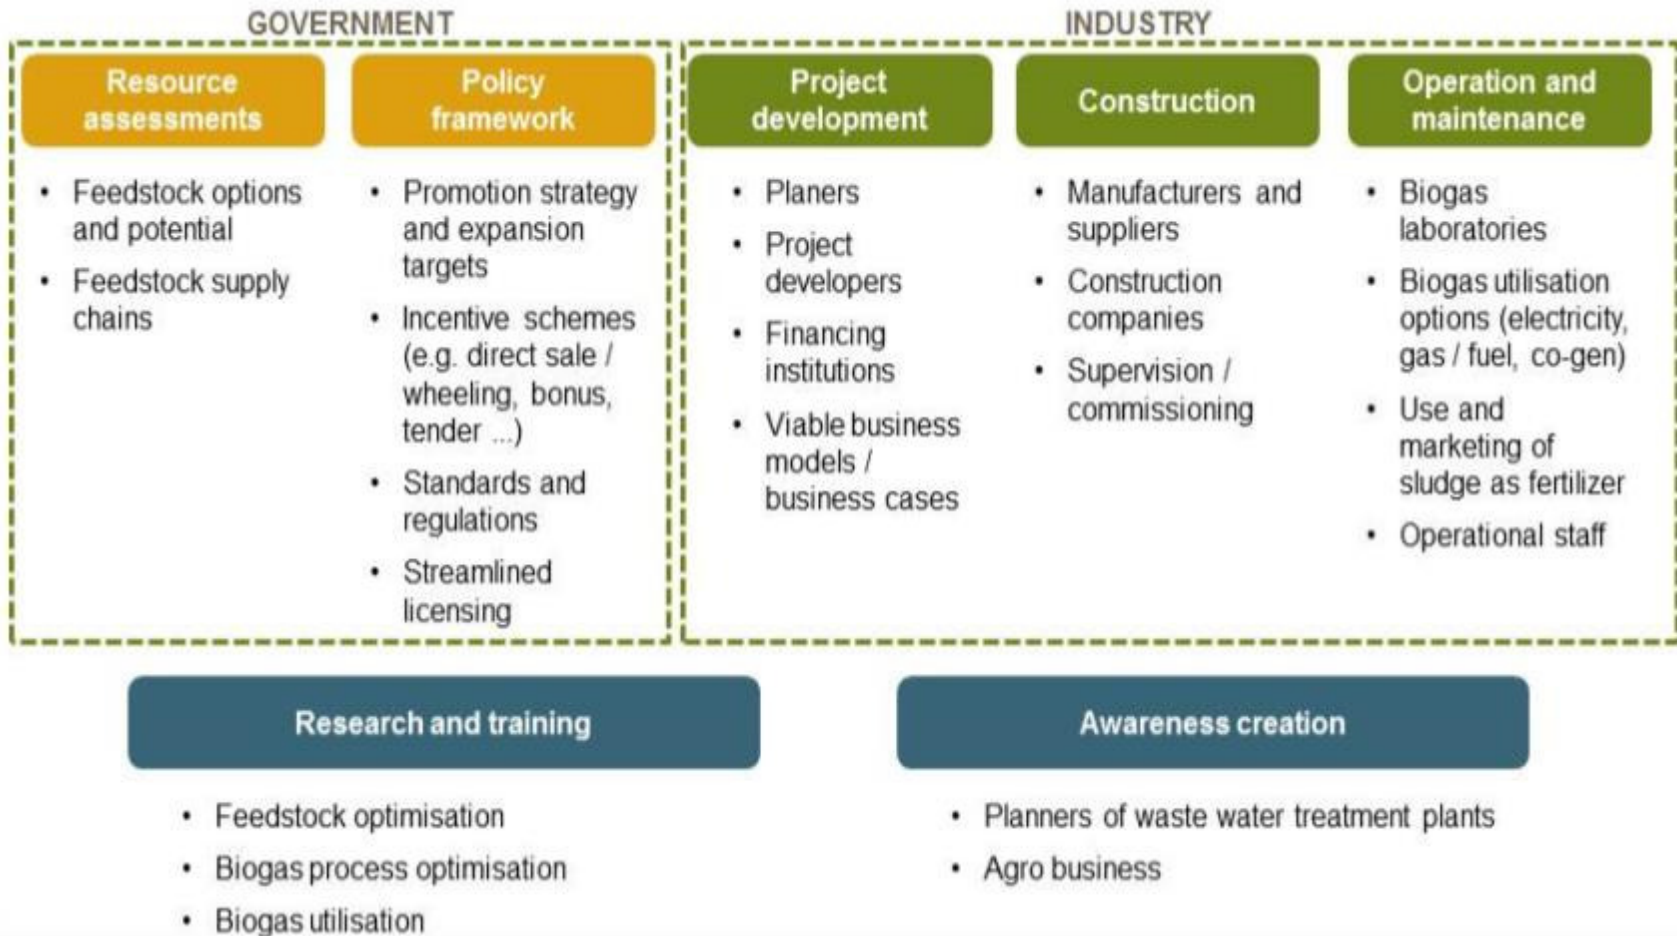 GOVERNMENT
INDUSTRY
Resource
assessments
• Feedstock options
and potential
• Feedstock supply
chains
Policy
framework
• Promotion strategy
and expansion
targets
• Incentive schemes
(e.g. direct sale /
wheeling, bonus,
tender ...)
• Standards and
regulations
• Streamlined
licensing
Project
development
• Planers
• Project
developers
• Financing
institutions
• Viable business
models /
business cases
Construction
• Manufacturers and
suppliers
• Construction
companies
• Supervision /
commissioning
Operation and
maintenance
• Biogas
laboratories
• Biogas utilisation
options (electricity,
gas / fuel, co-gen)
• Use and
marketing of
sludge as fertilizer
• Operational staff
Research and training
• Feedstock optimisation
• Biogas process optimisation
• Biogas utilisation
Awareness creation
• Planners of waste water treatment plants
• Agro business